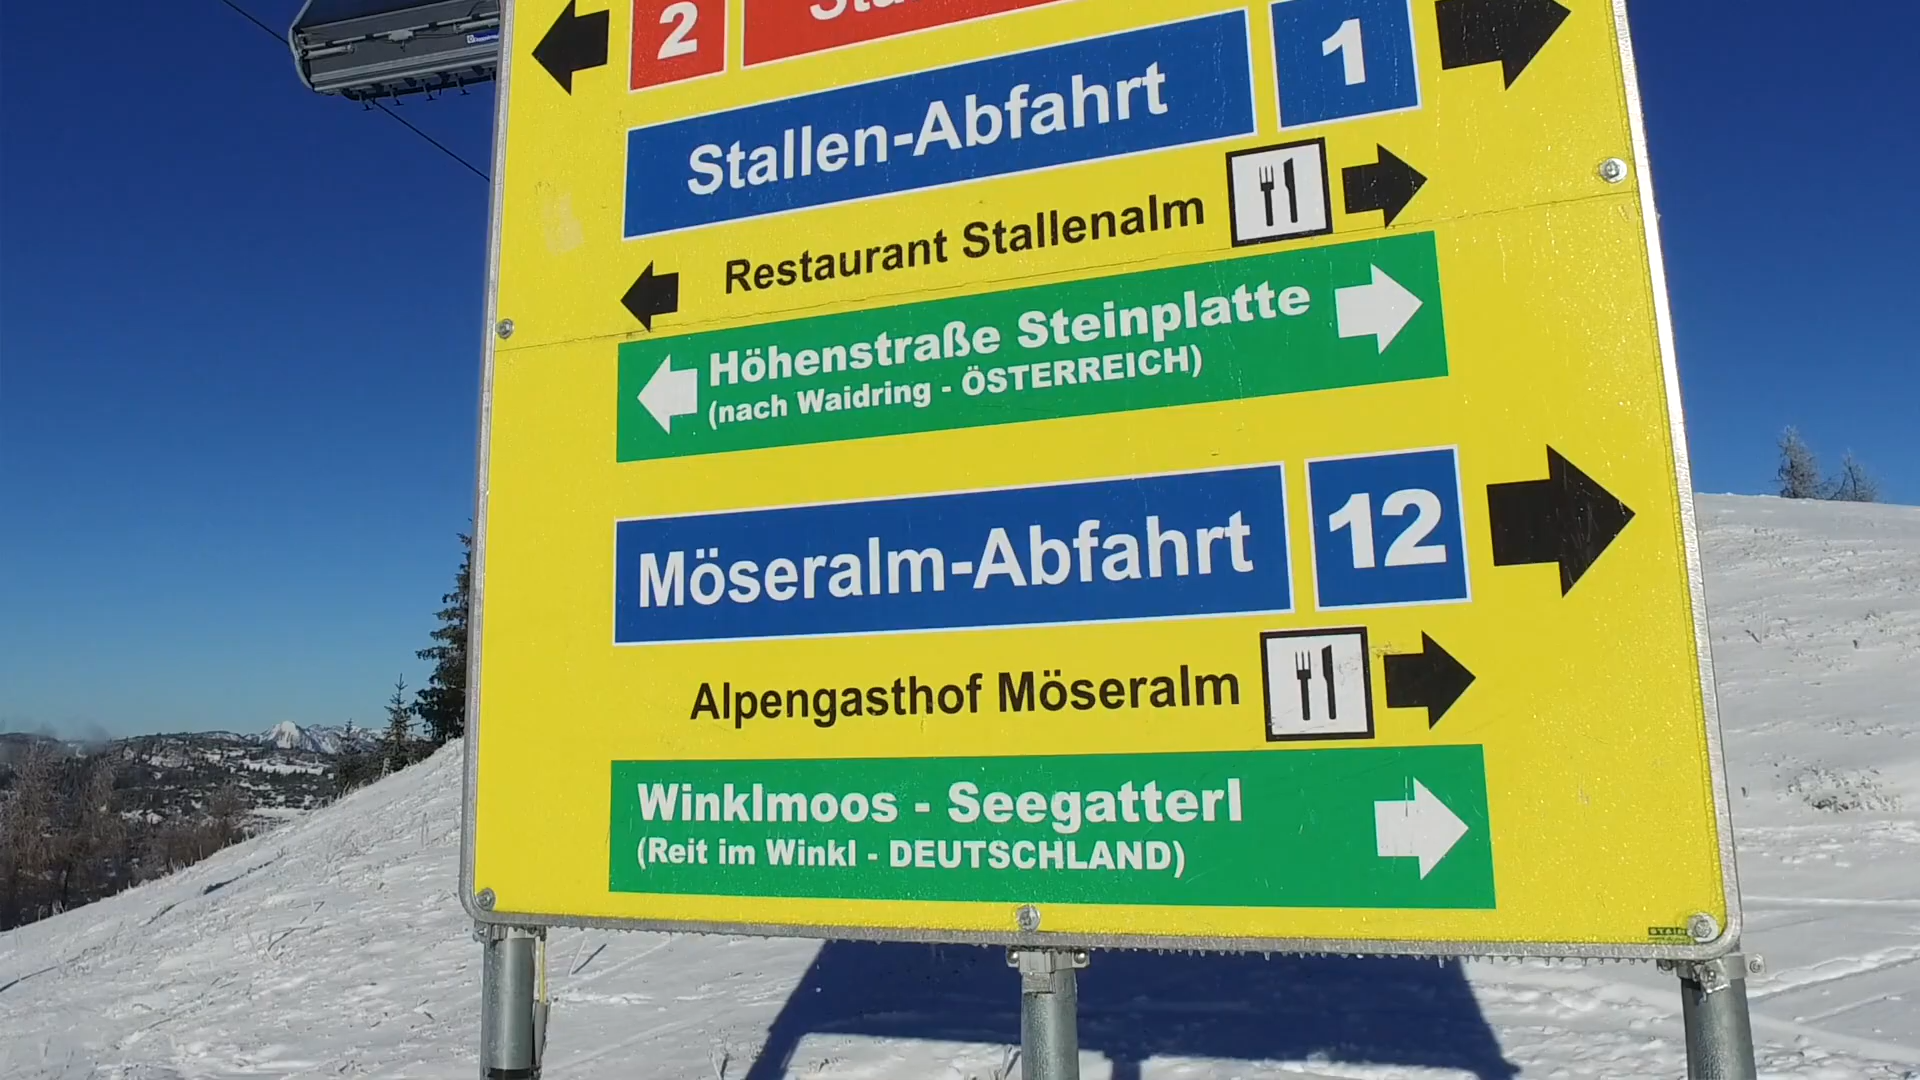 2
Stallen-Abfahrt 1
Restaurant Stallenalm
Höhenstraße Steinplatte
(nach Waidring - ÖSTERREICH)
Möseralm-Abfahrt 12
Alpengasthof Möseralm
Winklmoos - Seegatterl
(Reit im Winkl - DEUTSCHLAND)